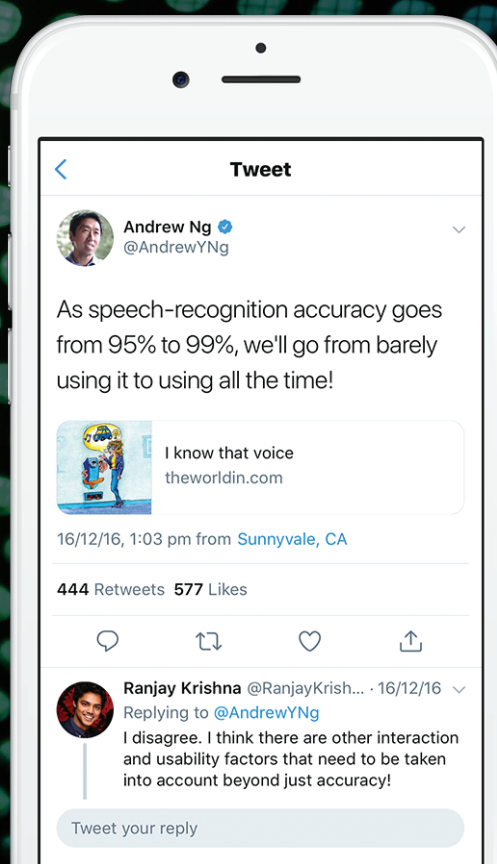 Tweet
Andrew Ng
@AndrewYNg
As speech-recognition accuracy goes
from 95% to 99%, we'll go from barely
using it to using all the time!
I know that voice
theworldin.com
16/12/16, 1:03 pm from Sunnyvale, CA
444 Retweets 577 Likes
Ranjay Krishna @RanjayKrish... · 16/12/16
Replying to @AndrewYNg
I disagree. I think there are other interaction
and usability factors that need to be taken
into account beyond just accuracy!
Tweet your reply